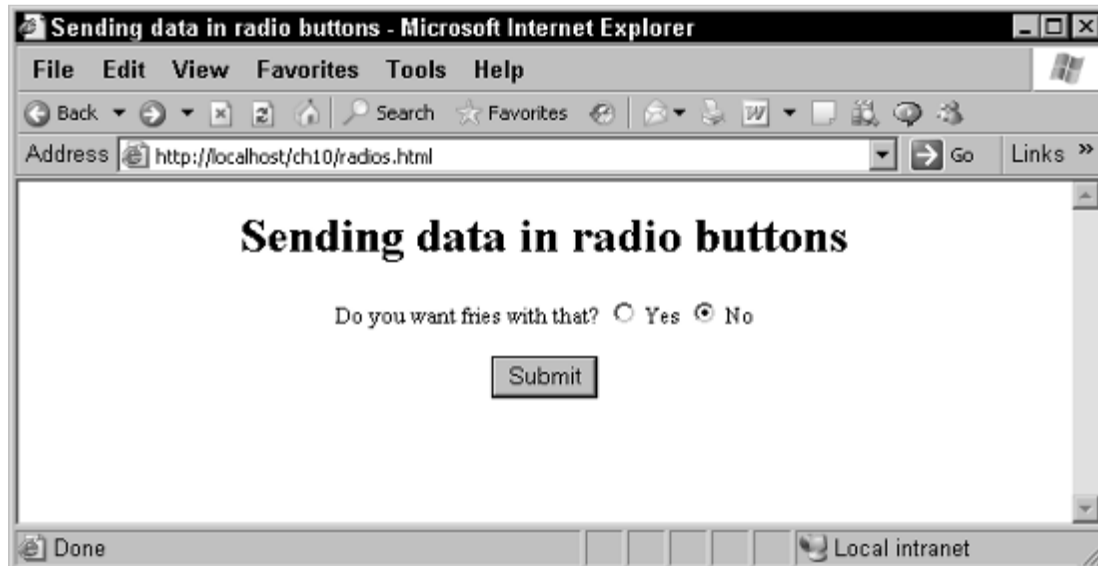 Sending data in radio buttons - Microsoft Internet Explorer
File Edit View Favorites Tools Help
Back Search Favorites W
Address http://localhost/ch10/radios.html Go Links »
Sending data in radio buttons
Do you want fries with that? Yes No
Submit
Done Local intranet